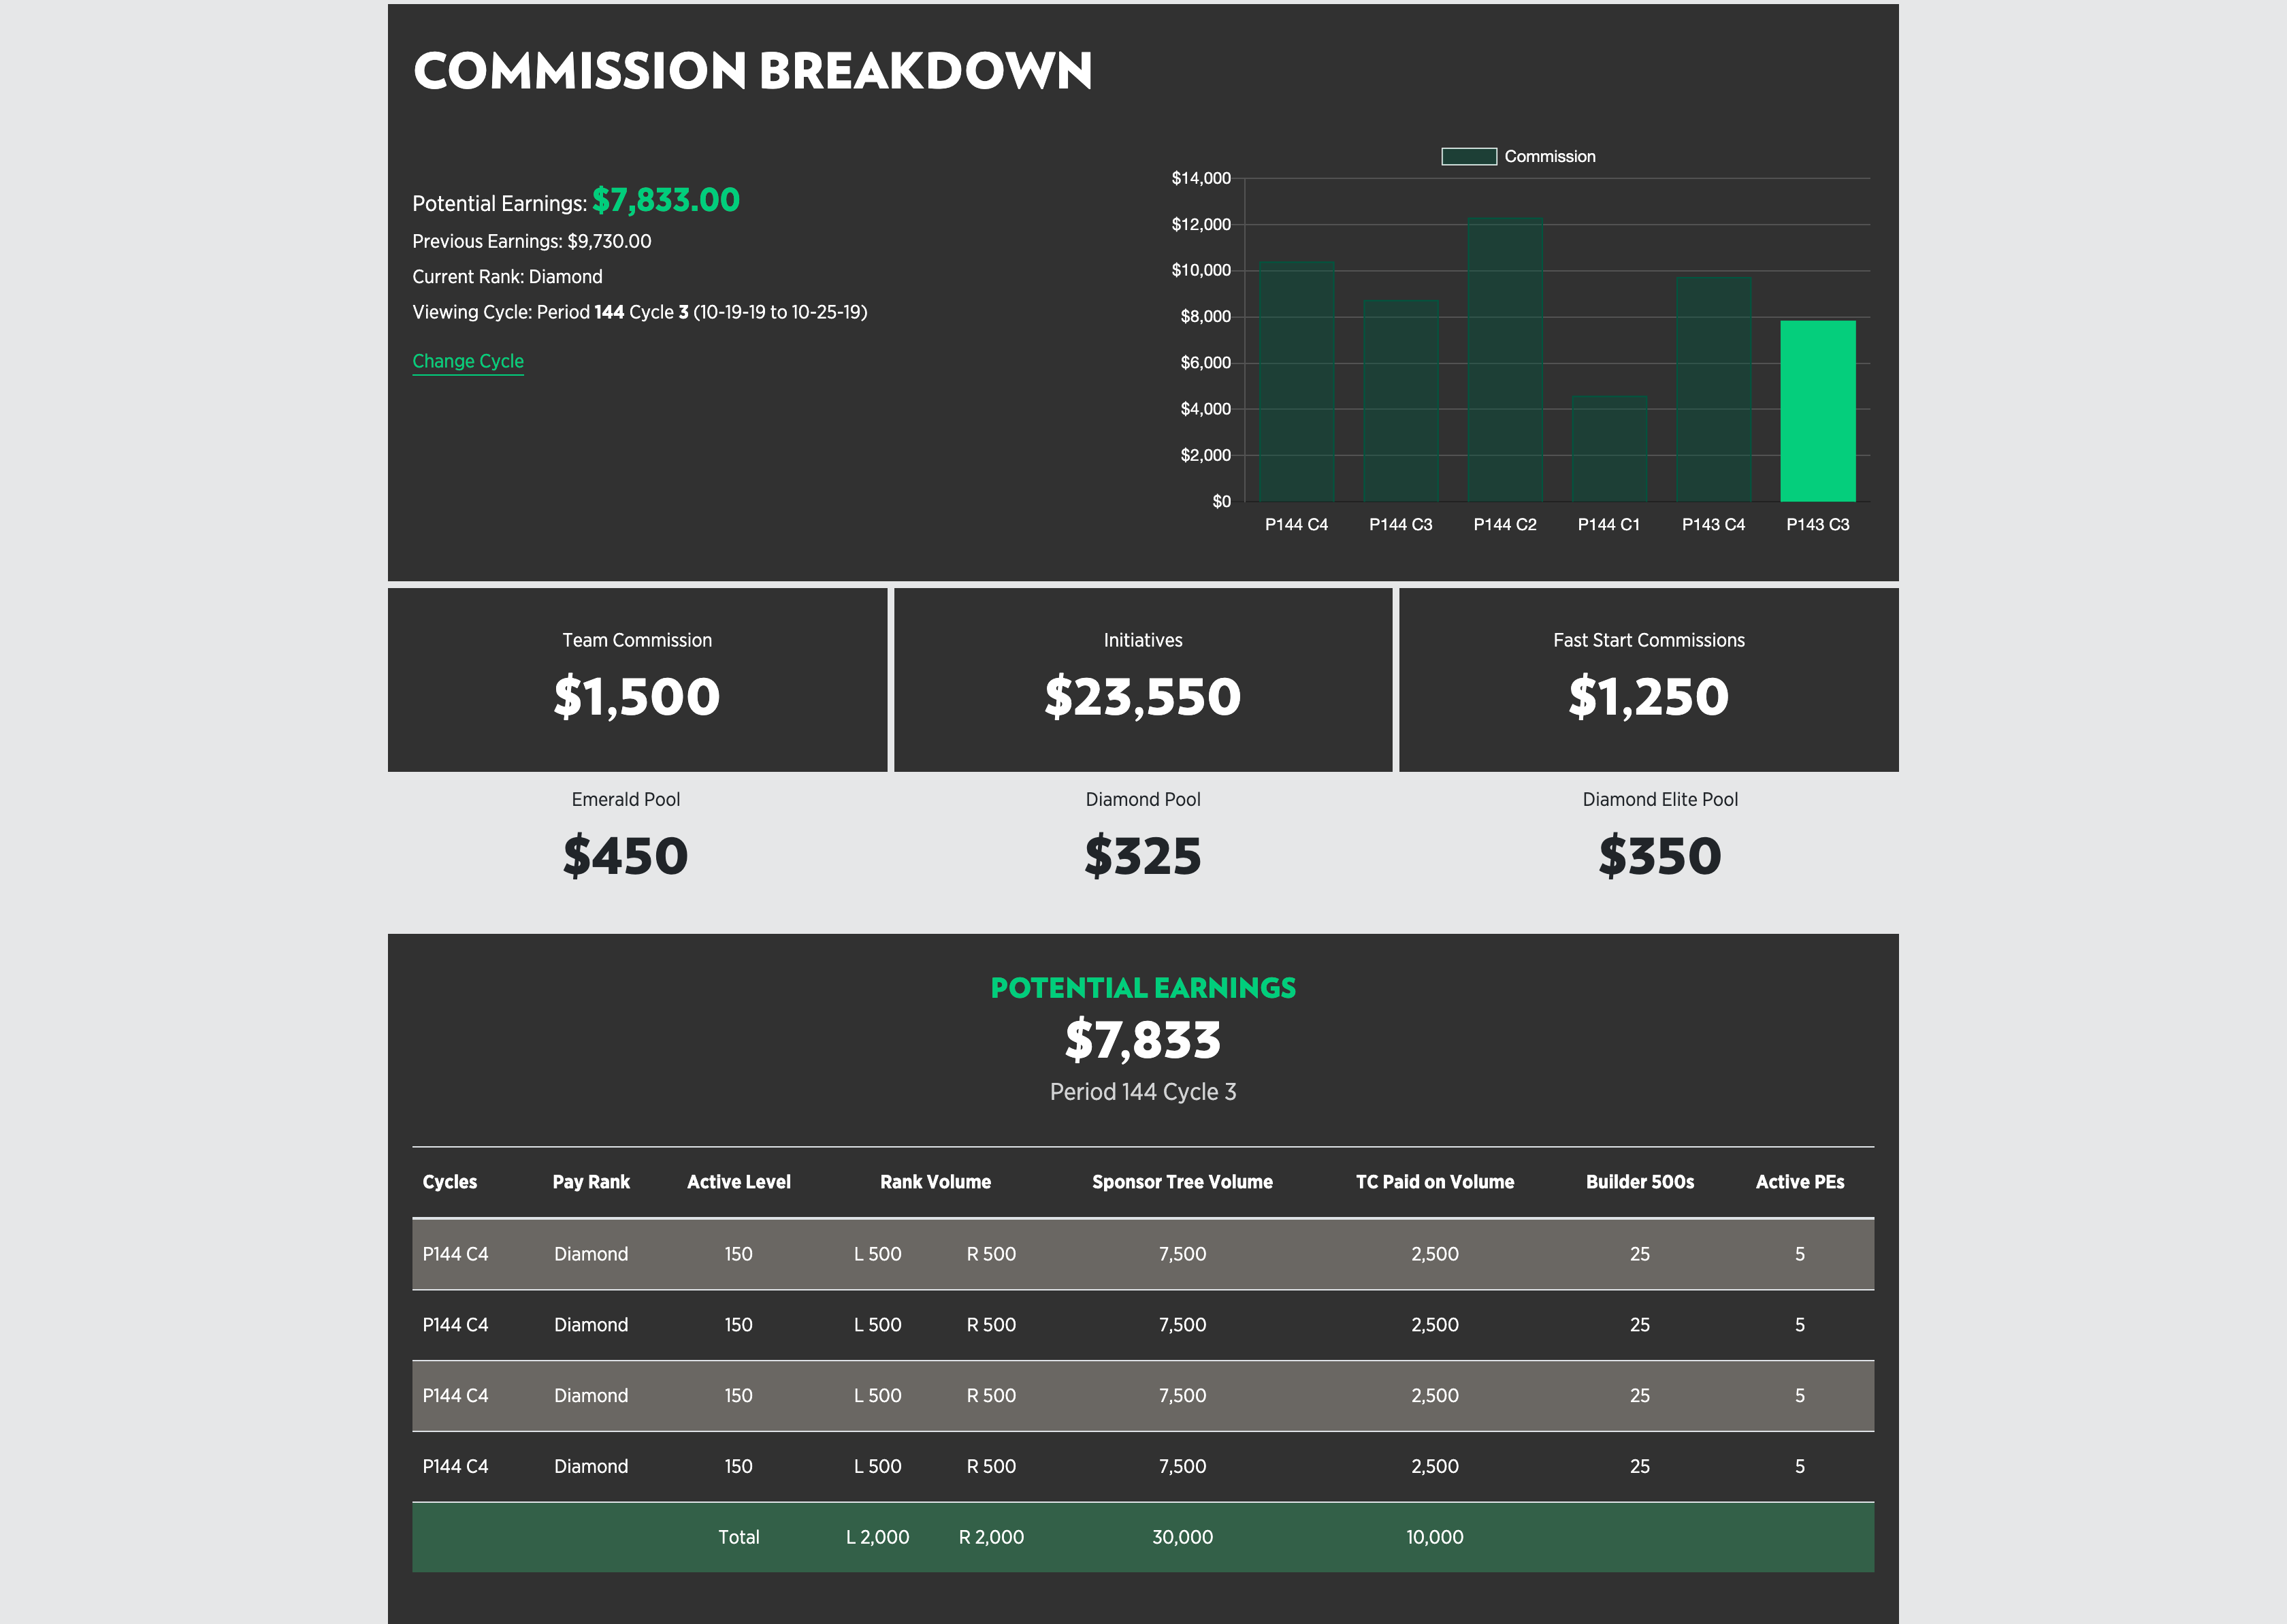 COMMISSION BREAKDOWN
Potential Earnings: $7,833.00
Previous Earnings: $9,730.00
Current Rank: Diamond
Viewing Cycle: Period 144 Cycle 3 (10-19-19 to 10-25-19)
Change Cycle
Commission
$14,000
$12,000
$10,000
$8,000
$6,000
$4,000
$2,000
$0
P144 C4 P144 C3 P144 C2 P144 C1 P143 C4 P143 C3
Team Commission
$1,500
Initiatives
$23,550
Fast Start Commissions
$1,250
Emerald Pool
$450
Diamond Pool
$325
Diamond Elite Pool
$350
POTENTIAL EARNINGS
$7,833
Period 144 Cycle 3
Cycles Pay Rank Active Level Rank Volume Sponsor Tree Volume TC Paid on Volume Builder 500s Active PEs
P144 C4 Diamond 150 L 500 R 500 7,500 2,500 25 5
P144 C4 Diamond 150 L 500 R 500 7,500 2,500 25 5
P144 C4 Diamond 150 L 500 R 500 7,500 2,500 25 5
P144 C4 Diamond 150 L 500 R 500 7,500 2,500 25 5
Total L 2,000 R 2,000 30,000 10,000